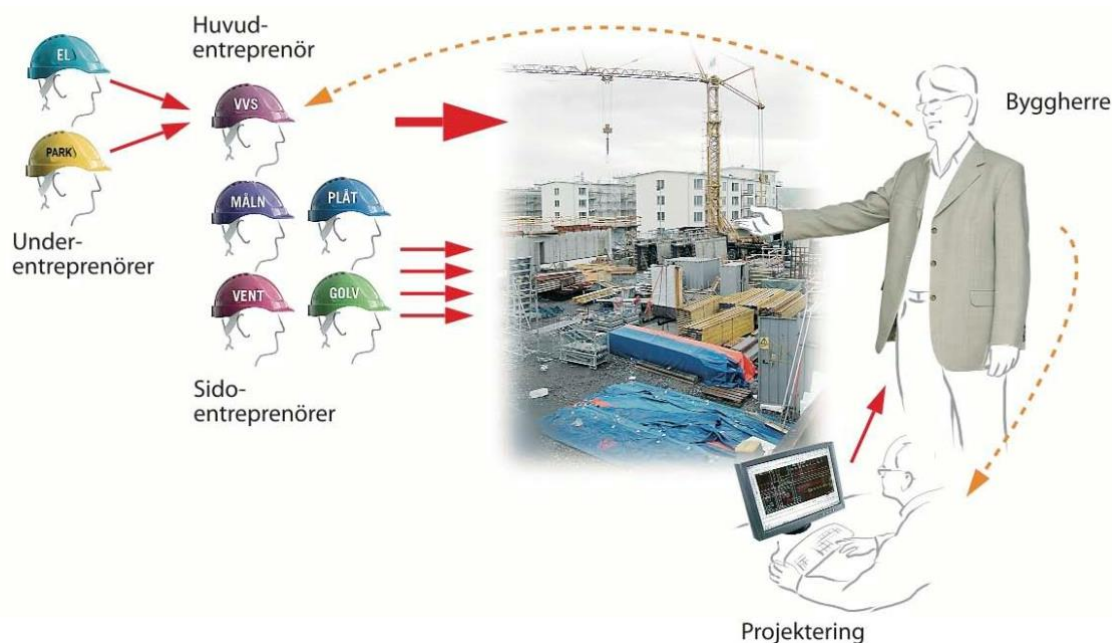 Huvud-
entreprenör
EL
VVS
PARK
Byggherre
MÅLN
PLÅT
Under-
entreprenörer
VENT
GOLV
Sido-
entreprenörer
Projektering